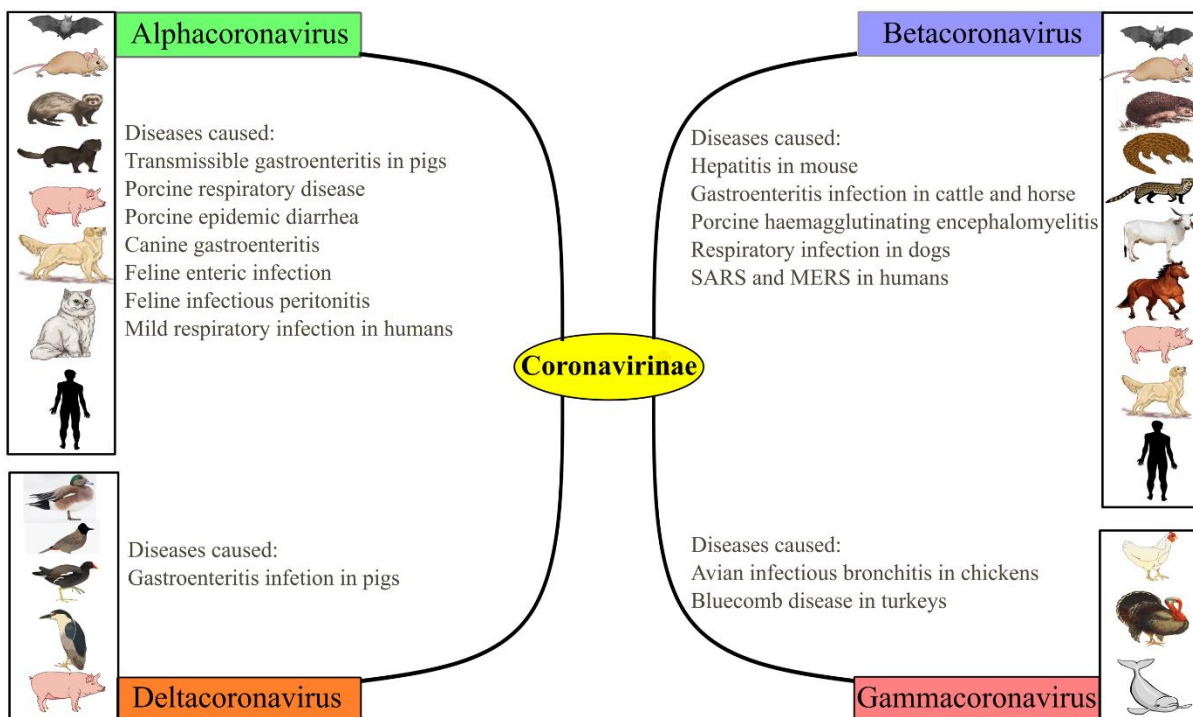 Alphacoronavirus
Diseases caused:
Transmissible gastroenteritis in pigs
Porcine respiratory disease
Porcine epidemic diarrhea
Canine gastroenteritis
Feline enteric infection
Feline infectious peritonitis
Mild respiratory infection in humans
Betacoronavirus
Diseases caused:
Hepatitis in mouse
Gastroenteritis infection in cattle and horse
Porcine haemagglutinating encephalomyelitis
Respiratory infection in dogs
SARS and MERS in humans
Coronavirinae
Diseases caused:
Gastroenteritis infetion in pigs
Deltacoronavirus
Diseases caused:
Avian infectious bronchitis in chickens
Bluecomb disease in turkeys
Gammacoronavirus